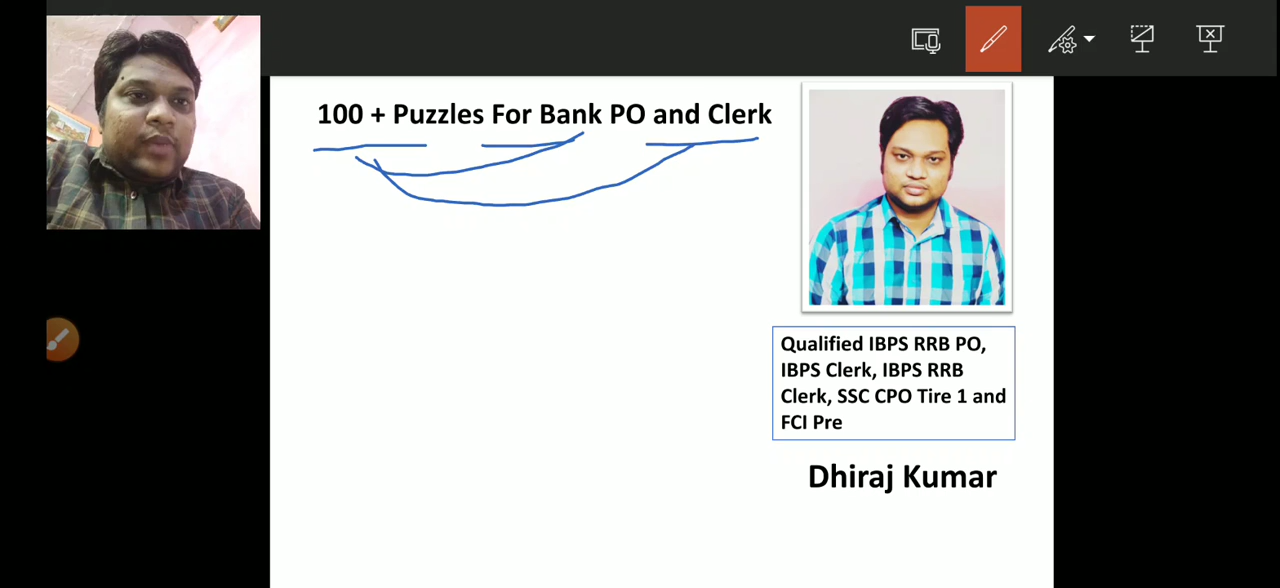 100 + Puzzles For Bank PO and Clerk
Qualified IBPS RRB PO,
IBPS Clerk, IBPS RRB
Clerk, SSC CPO Tire 1 and
FCI Pre
Dhiraj Kumar